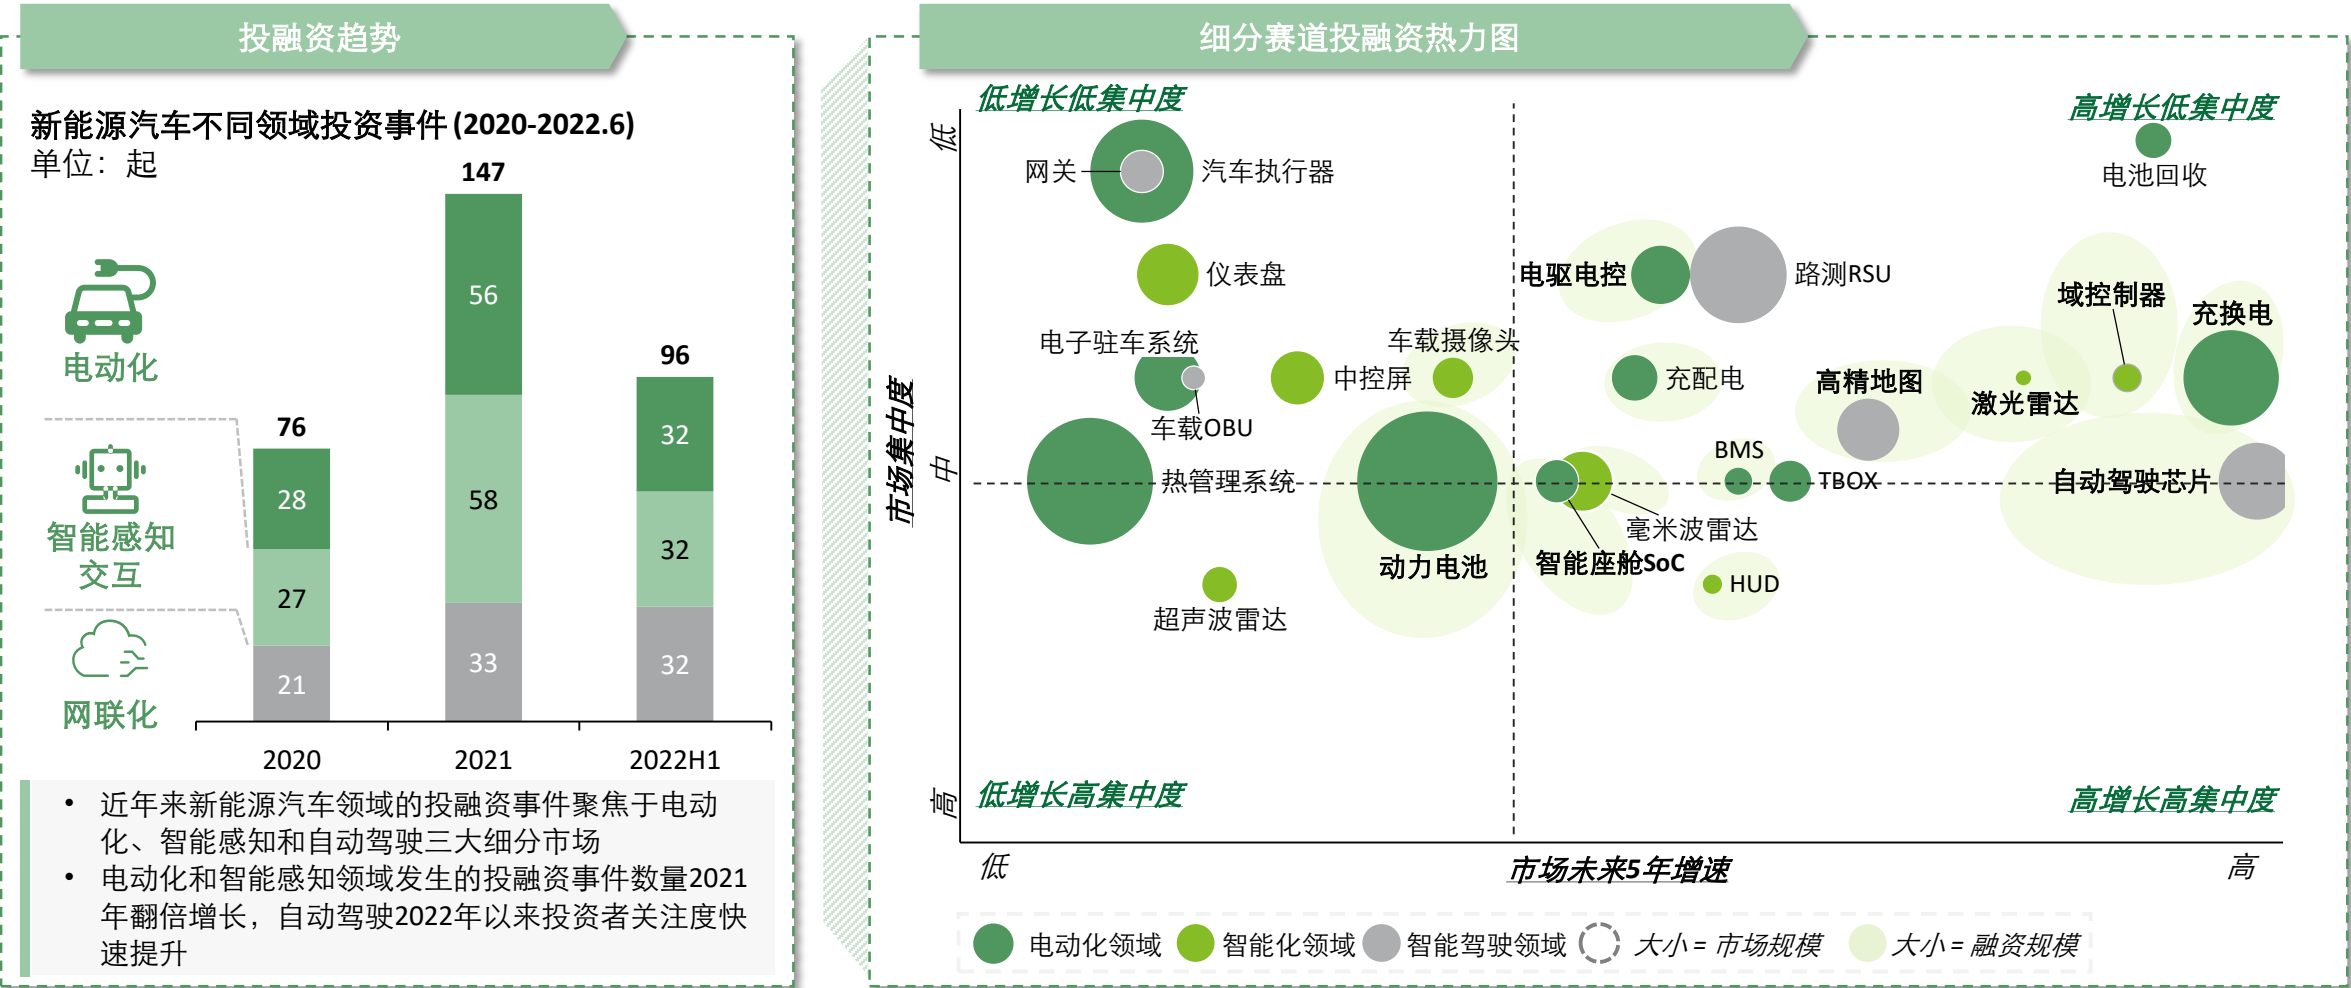 投融资趋势
新能源汽车不同领域投资事件(2020-2022.6)
单位：起
147
56
58
33
96
32
32
32
76
28
27
21
电动化
智能感知
交互
网联化
2020
2021
2022H1
• 近年来新能源汽车领域的投融资事件聚焦于电动
化、智能感知和自动驾驶三大细分市场
• 电动化和智能感知领域发生的投融资事件数量2021
年翻倍增长，自动驾驶2022年以来投资者关注度快
速提升
细分赛道投融资热力图
低增长低集中度
高增长低集中度
低
网关
汽车执行器
电池回收
仪表盘
电驱电控
路测RSU
域控制器
充换电
电子驻车系统
中控屏
车载摄像头
充配电
高精地图
激光雷达
车载OBU
市场集中度
中
热管理系统
BMS
TBOX
自动驾驶芯片
毫米波雷达
动力电池
智能座舱SoC
HUD
超声波雷达
高
低增长高集中度
高增长高集中度
低
市场未来5年增速
高
电动化领域
智能化领域
智能驾驶领域
大小 = 市场规模
大小 = 融资规模